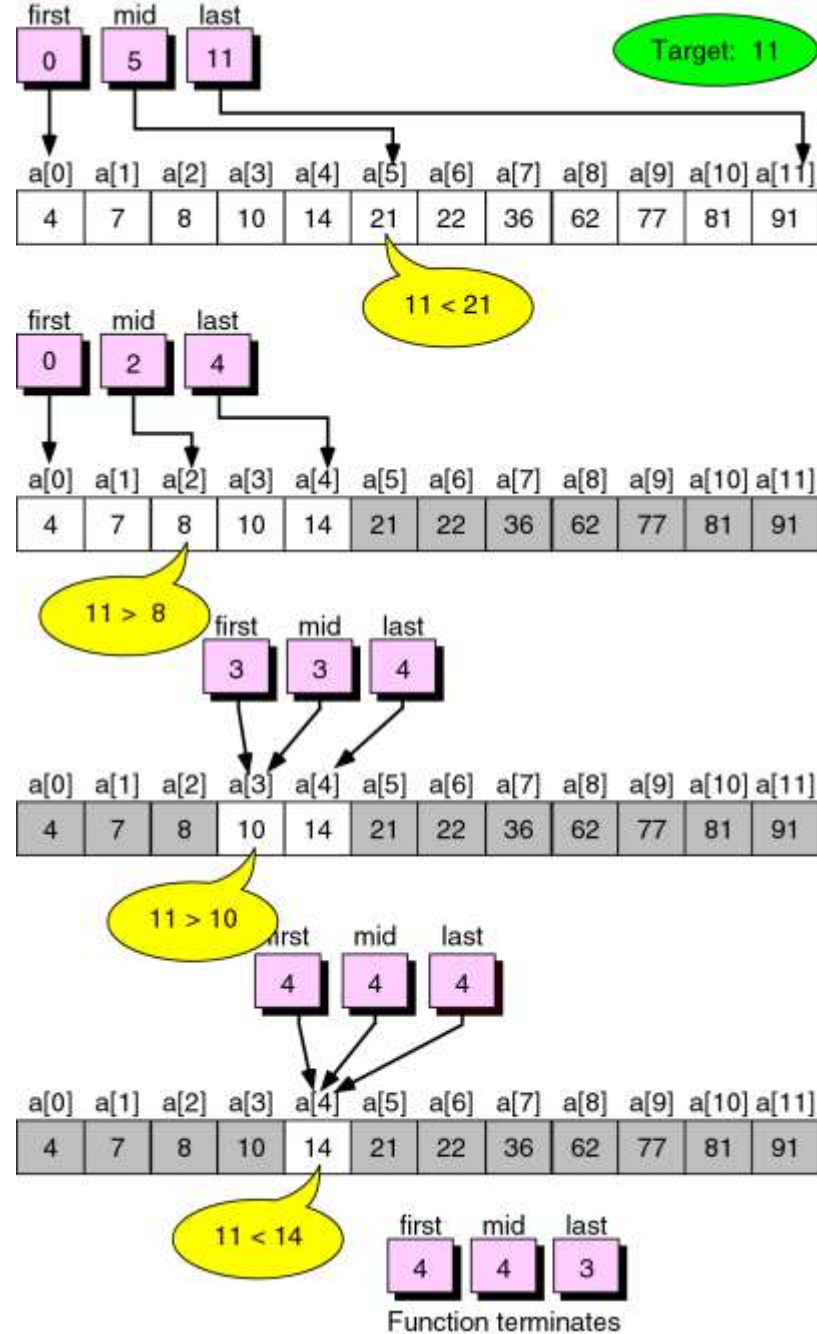 first mid last
0 5 11
Target: 11
a[0] a[1] a[2] a[3] a[4] a[5] a[6] a[7] a[8] a[9] a[10] a[11]
4 7 8 10 14 21 22 36 62 77 81 91
11 < 21
first mid last
0 2 4
a[0] a[1] a[2] a[3] a[4] a[5] a[6] a[7] a[8] a[9] a[10] a[11]
4 7 8 10 14 21 22 36 62 77 81 91
11 > 8
first mid last
3 3 4
a[0] a[1] a[2] a[3] a[4] a[5] a[6] a[7] a[8] a[9] a[10] a[11]
4 7 8 10 14 21 22 36 62 77 81 91
11 > 10
first mid last
4 4 4
a[0] a[1] a[2] a[3] a[4] a[5] a[6] a[7] a[8] a[9] a[10] a[11]
4 7 8 10 14 21 22 36 62 77 81 91
11 < 14
first mid last
4 4 3
Function terminates